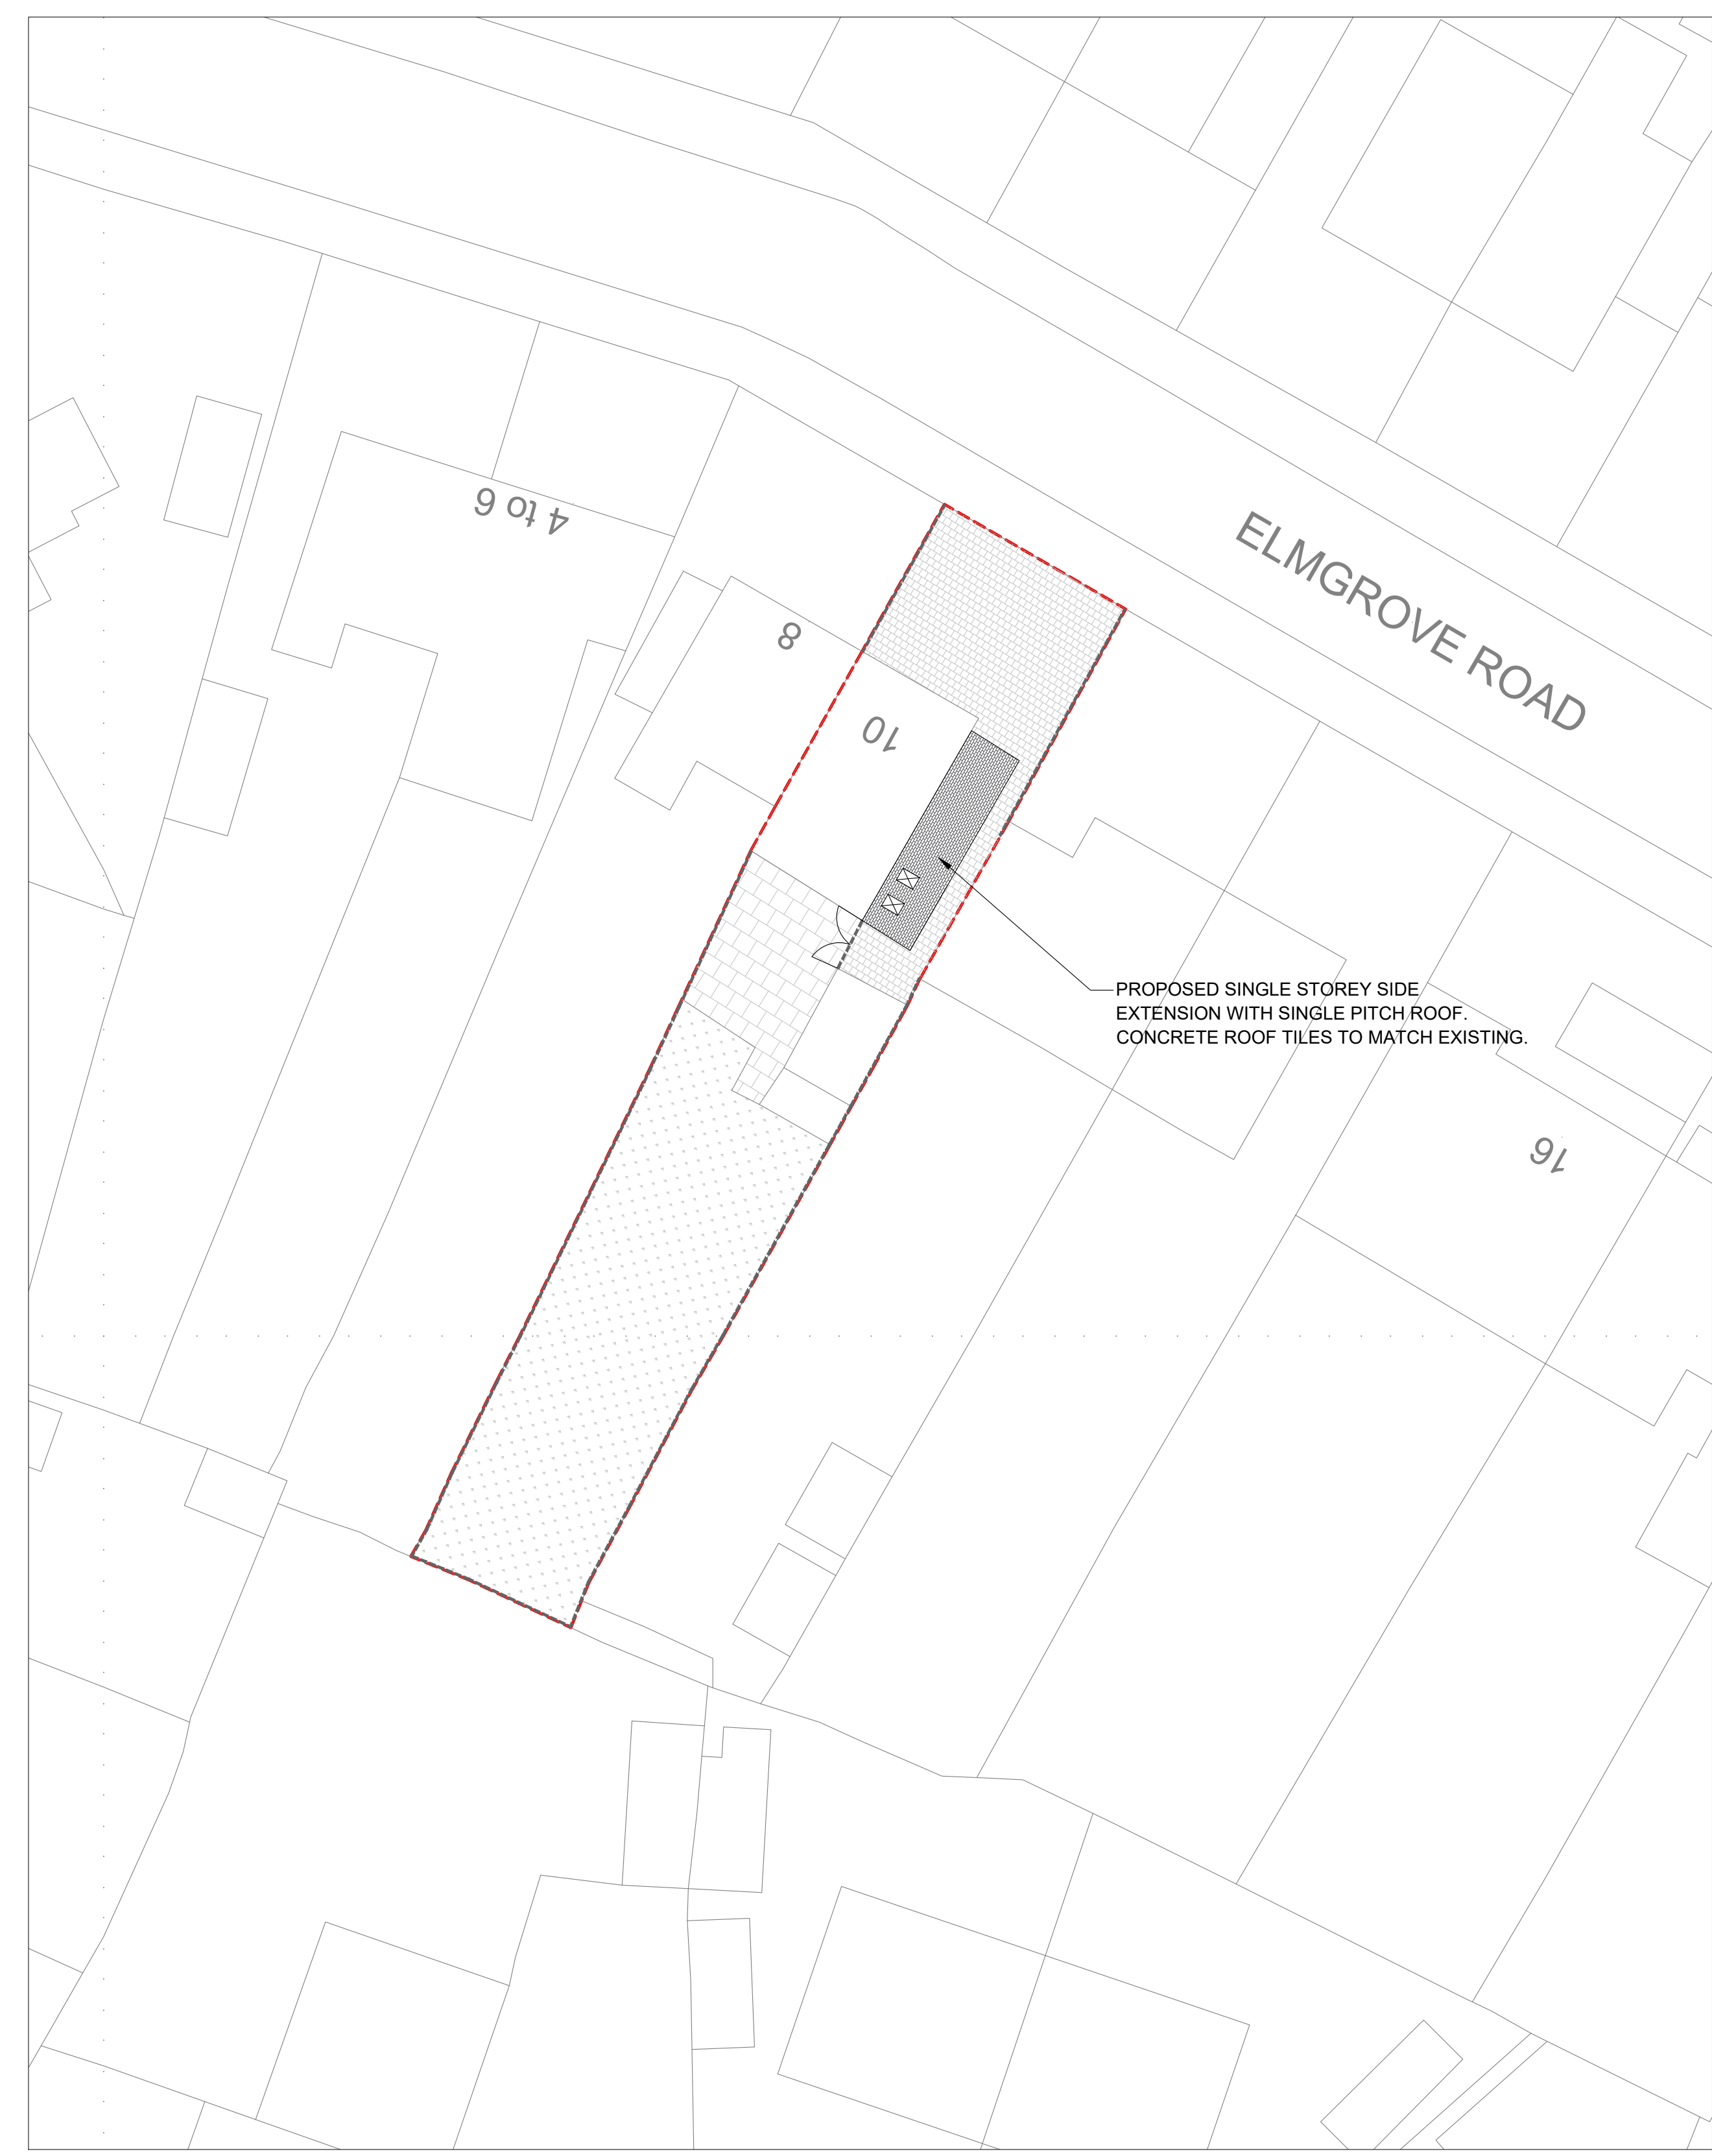 4 to 6
ELMGROVE ROAD
8
10
PROPOSED SINGLE STOREY SIDE
EXTENSION WITH SINGLE PITCH ROOF.
CONCRETE ROOF TILES TO MATCH EXISTING.
16